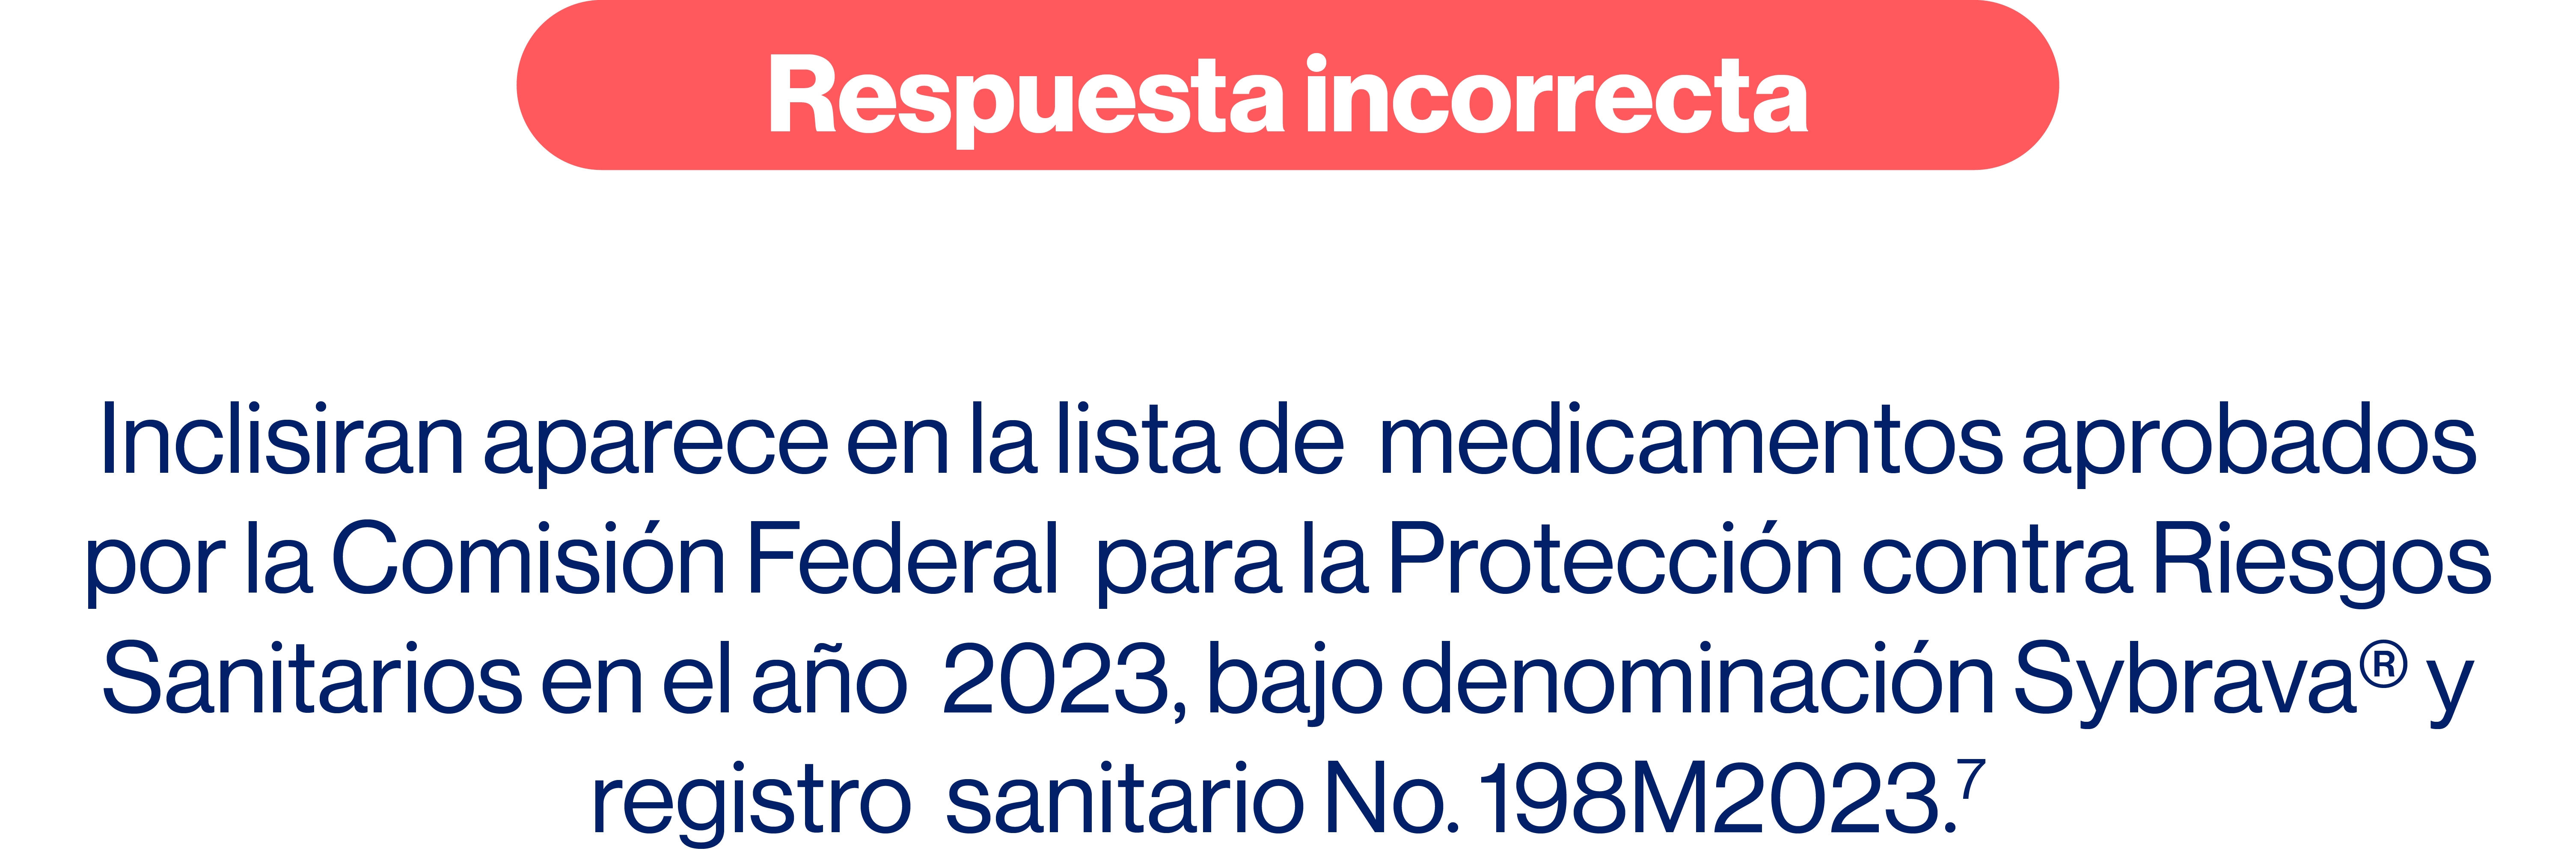 Respuesta incorrecta
Inclisiran aparece en la lista de medicamentos aprobados
por la Comisión Federal para la Protección contra Riesgos
Sanitarios en el año 2023, bajo denominación Sybrava® y
registro sanitario No. 198M2023.⁷